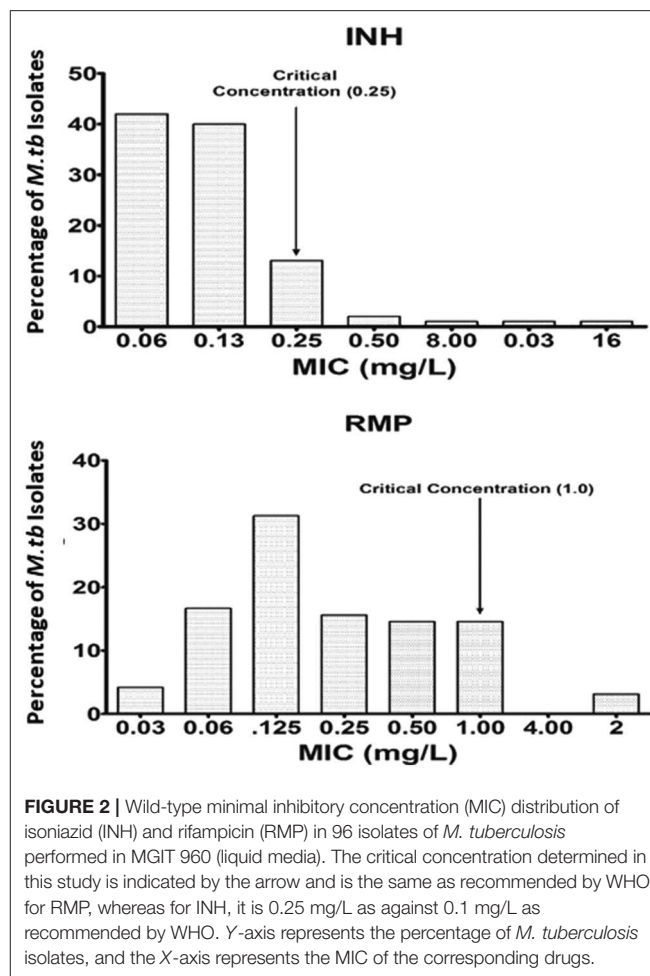 INH
50
40
30
20
10
0
Percentage of M.tb Isolates
Critical
Concentration (0.25)
0.06 0.13 0.25 0.50 8.00 0.03 16
MIC (mg/L)
RMP
40
30
20
10
0
Percentage of M.tb Isolates
Critical Concentration (1.0)
0.03 0.06 .125 0.25 0.50 1.00 4.00 2
MIC (mg/L)
FIGURE 2 | Wild-type minimal inhibitory concentration (MIC) distribution of
isoniazid (INH) and rifampicin (RMP) in 96 isolates of M. tuberculosis
performed in MGIT 960 (liquid media). The critical concentration determined in
this study is indicated by the arrow and is the same as recommended by WHO
for RMP, whereas for INH, it is 0.25 mg/L as against 0.1 mg/L as
recommended by WHO. Y-axis represents the percentage of M. tuberculosis
isolates, and the X-axis represents the MIC of the corresponding drugs.